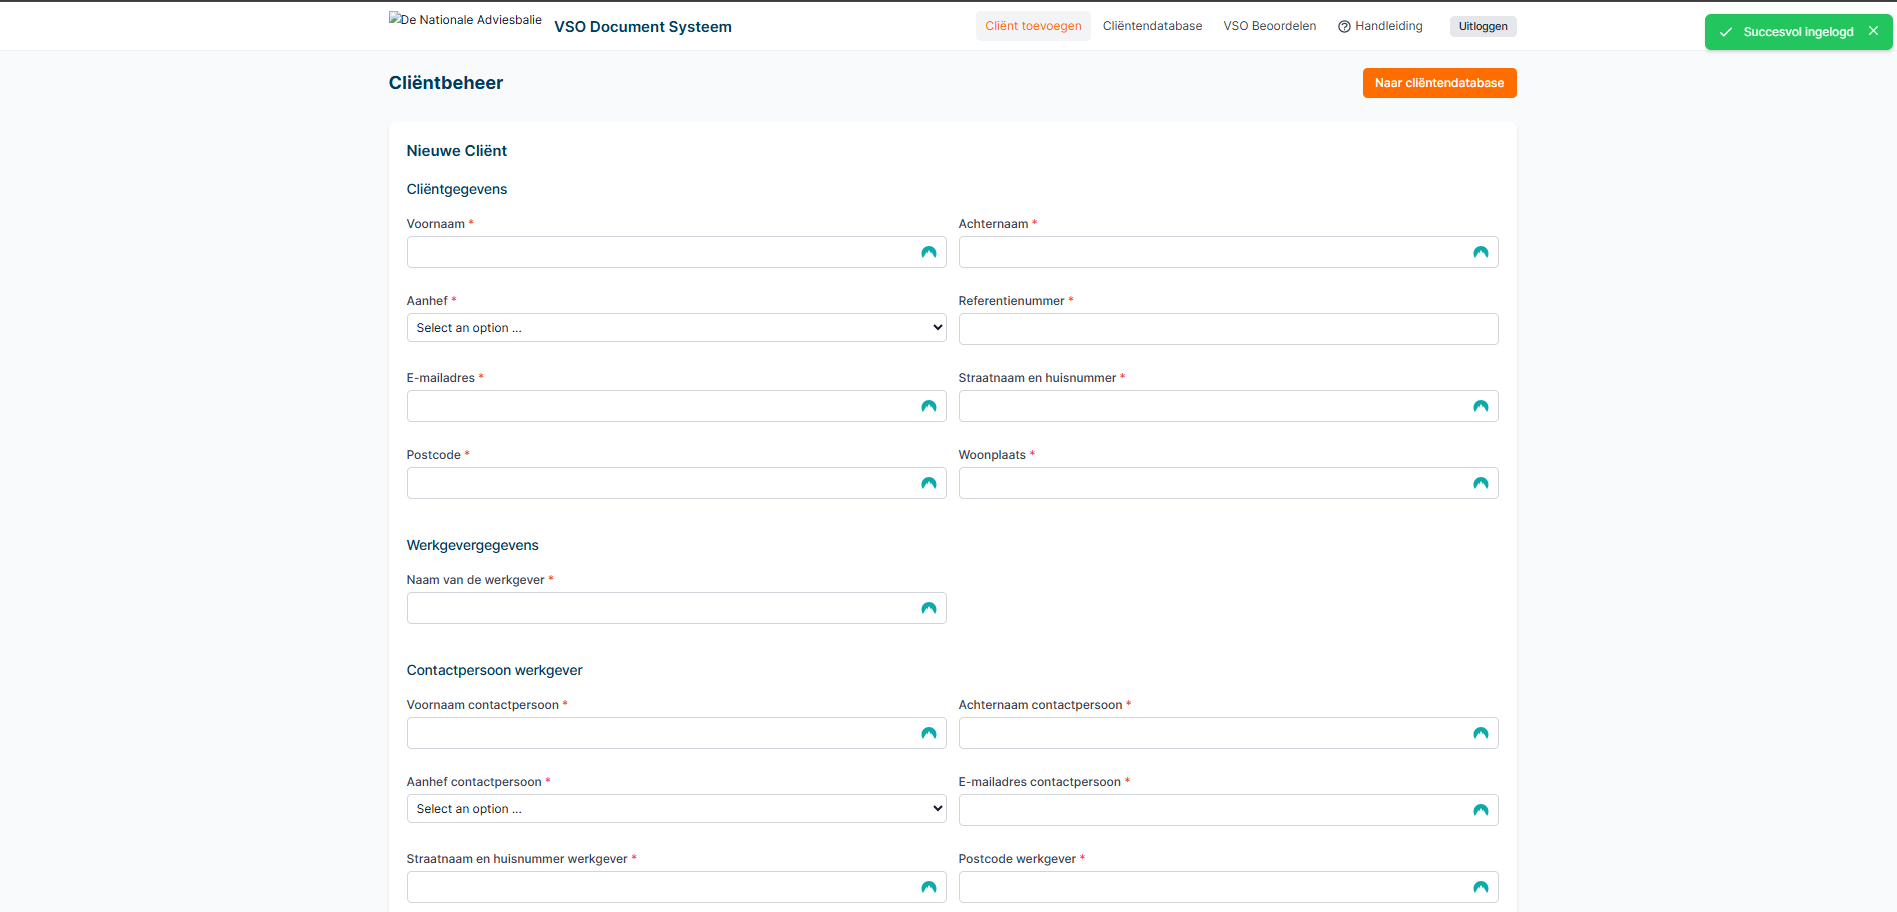 De Nationale Adviesbalie
VSO Document Systeem
Cliënt toevoegen
Cliëntendatabase
VSO Beoordelen
Handleiding
Uitloggen
Succesvol ingelogd
Cliëntbeheer
Naar cliëntendatabase
Nieuwe Cliënt
Cliëntgegevens
Voornaam *
Achternaam *
Aanhef *
Select an option ...
Referentienummer *
E-mailadres *
Straatnaam en huisnummer *
Postcode *
Woonplaats *
Werkgevergegevens
Naam van de werkgever *
Contactpersoon werkgever
Voornaam contactpersoon *
Achternaam contactpersoon *
Aanhef contactpersoon *
Select an option ...
E-mailadres contactpersoon *
Straatnaam en huisnummer werkgever *
Postcode werkgever *